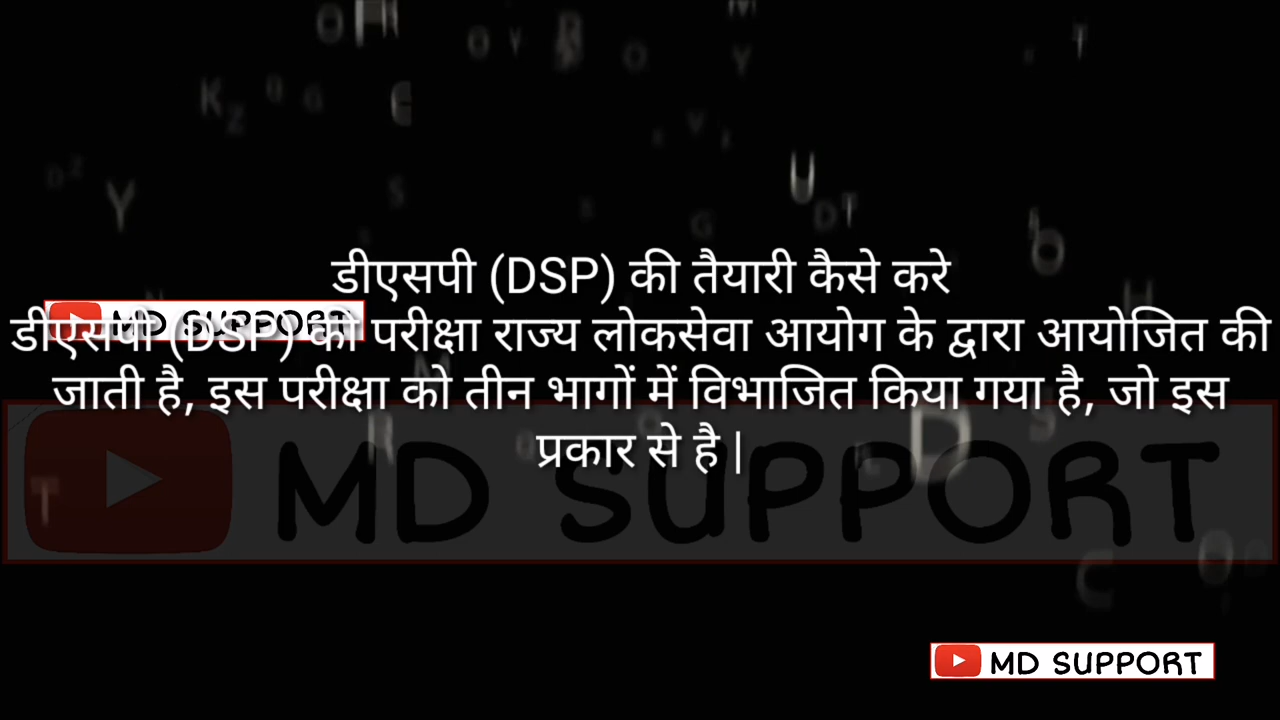 डीएसपी (DSP) की तैयारी कैसे करे
MD SUPPORT
डीएसपी (DSP) की परीक्षा राज्य लोकसेवा आयोग के द्वारा आयोजित की
जाती है, इस परीक्षा को तीन भागों में विभाजित किया गया है, जो इस
प्रकार से है |
MD SUPPORT
MD SUPPORT